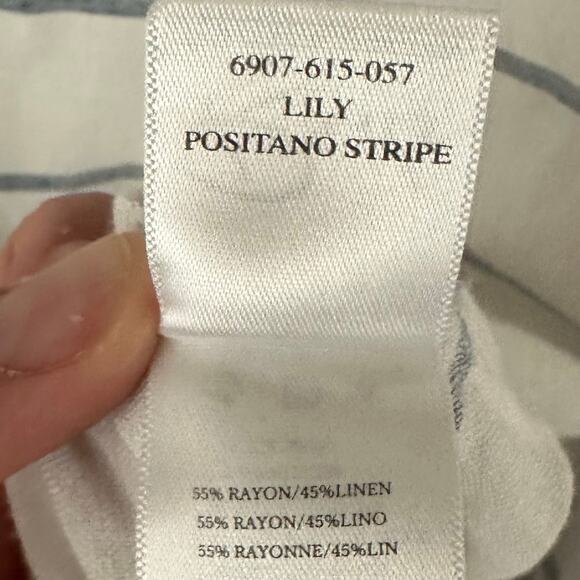 6907-615-057
LILY
POSITANO STRIPE
55% RAYON/45%LINEN
55% RAYON/45%LINO
55% RAYONNE/45%LIN